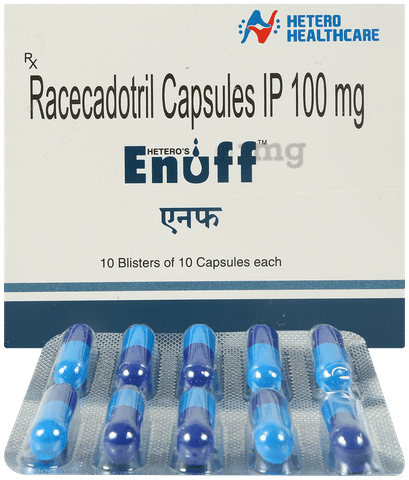 HETERO
HEALTHCARE
Rx
Racecadotril Capsules IP 100 mg
HETERO'S
Enuff™
एनफ
10 Blisters of 10 Capsules each